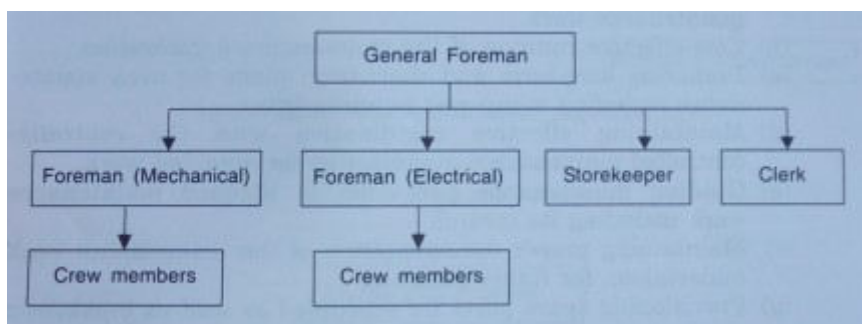 General Foreman
Foreman (Mechanical)
Foreman (Electrical)
Storekeeper
Clerk
Crew members
Crew members